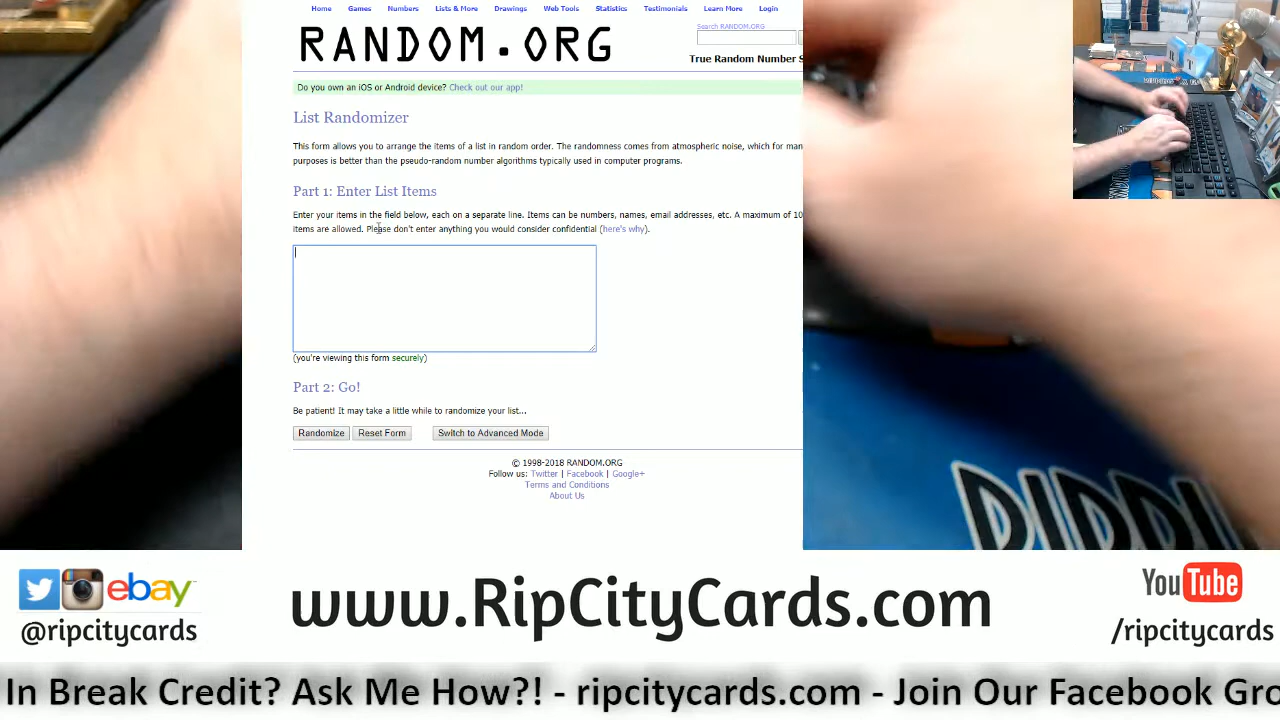 Home Games Numbers Lists & More Drawings Web Tools Statistics Testimonials Learn More Login
RANDOM.ORG
Search RANDOM.ORG
True Random Number S
Do you own an iOS or Android device? Check out our app!
List Randomizer
This form allows you to arrange the items of a list in random order. The randomness comes from atmospheric noise, which for man
purposes is better than the pseudo-random number algorithms typically used in computer programs.
Part 1: Enter List Items
Enter your items in the field below, each on a separate line. Items can be numbers, names, email addresses, etc. A maximum of 10
items are allowed. Please don't enter anything you would consider confidential (here's why).
(you're viewing this form securely)
Part 2: Go!
Be patient! It may take a little while to randomize your list...
Randomize Reset Form Switch to Advanced Mode
© 1998-2018 RANDOM.ORG
Follow us: Twitter | Facebook | Google+
Terms and Conditions
About Us
ebay
@ripcitycards
www.RipCityCards.com
YouTube
/ripcitycards
In Break Credit? Ask Me How?! - ripcitycards.com - Join Our Facebook Gro